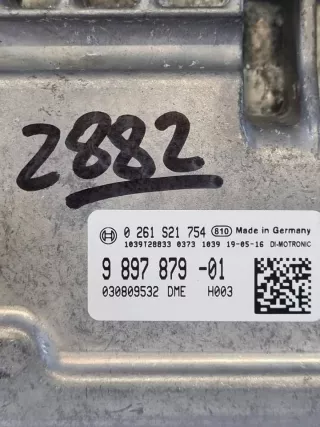 2882
0 261 S21 754 810 Made in Germany
1039T28833 0373 1039 19-05-16 DI-MOTRONIC
9 897 879 -01
030809532 DME H003